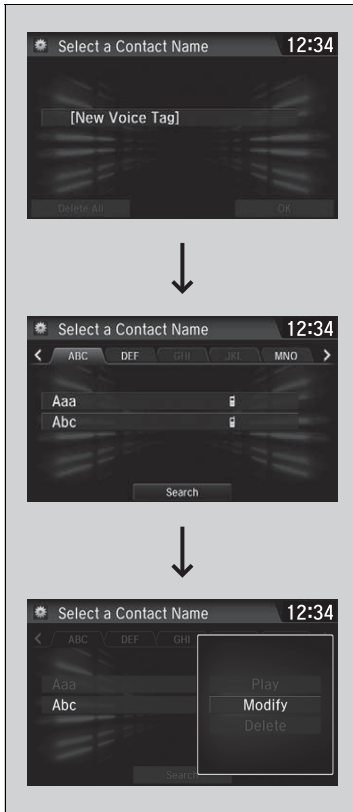 Select a Contact Name 12:34
[New Voice Tag]
Delete All OK
Select a Contact Name 12:34
ABC DEF GHI JKL MNO
Aaa
Abc
Search
Select a Contact Name 12:34
ABC DEF GHI
Aaa Play
Abc Modify
Delete
Search